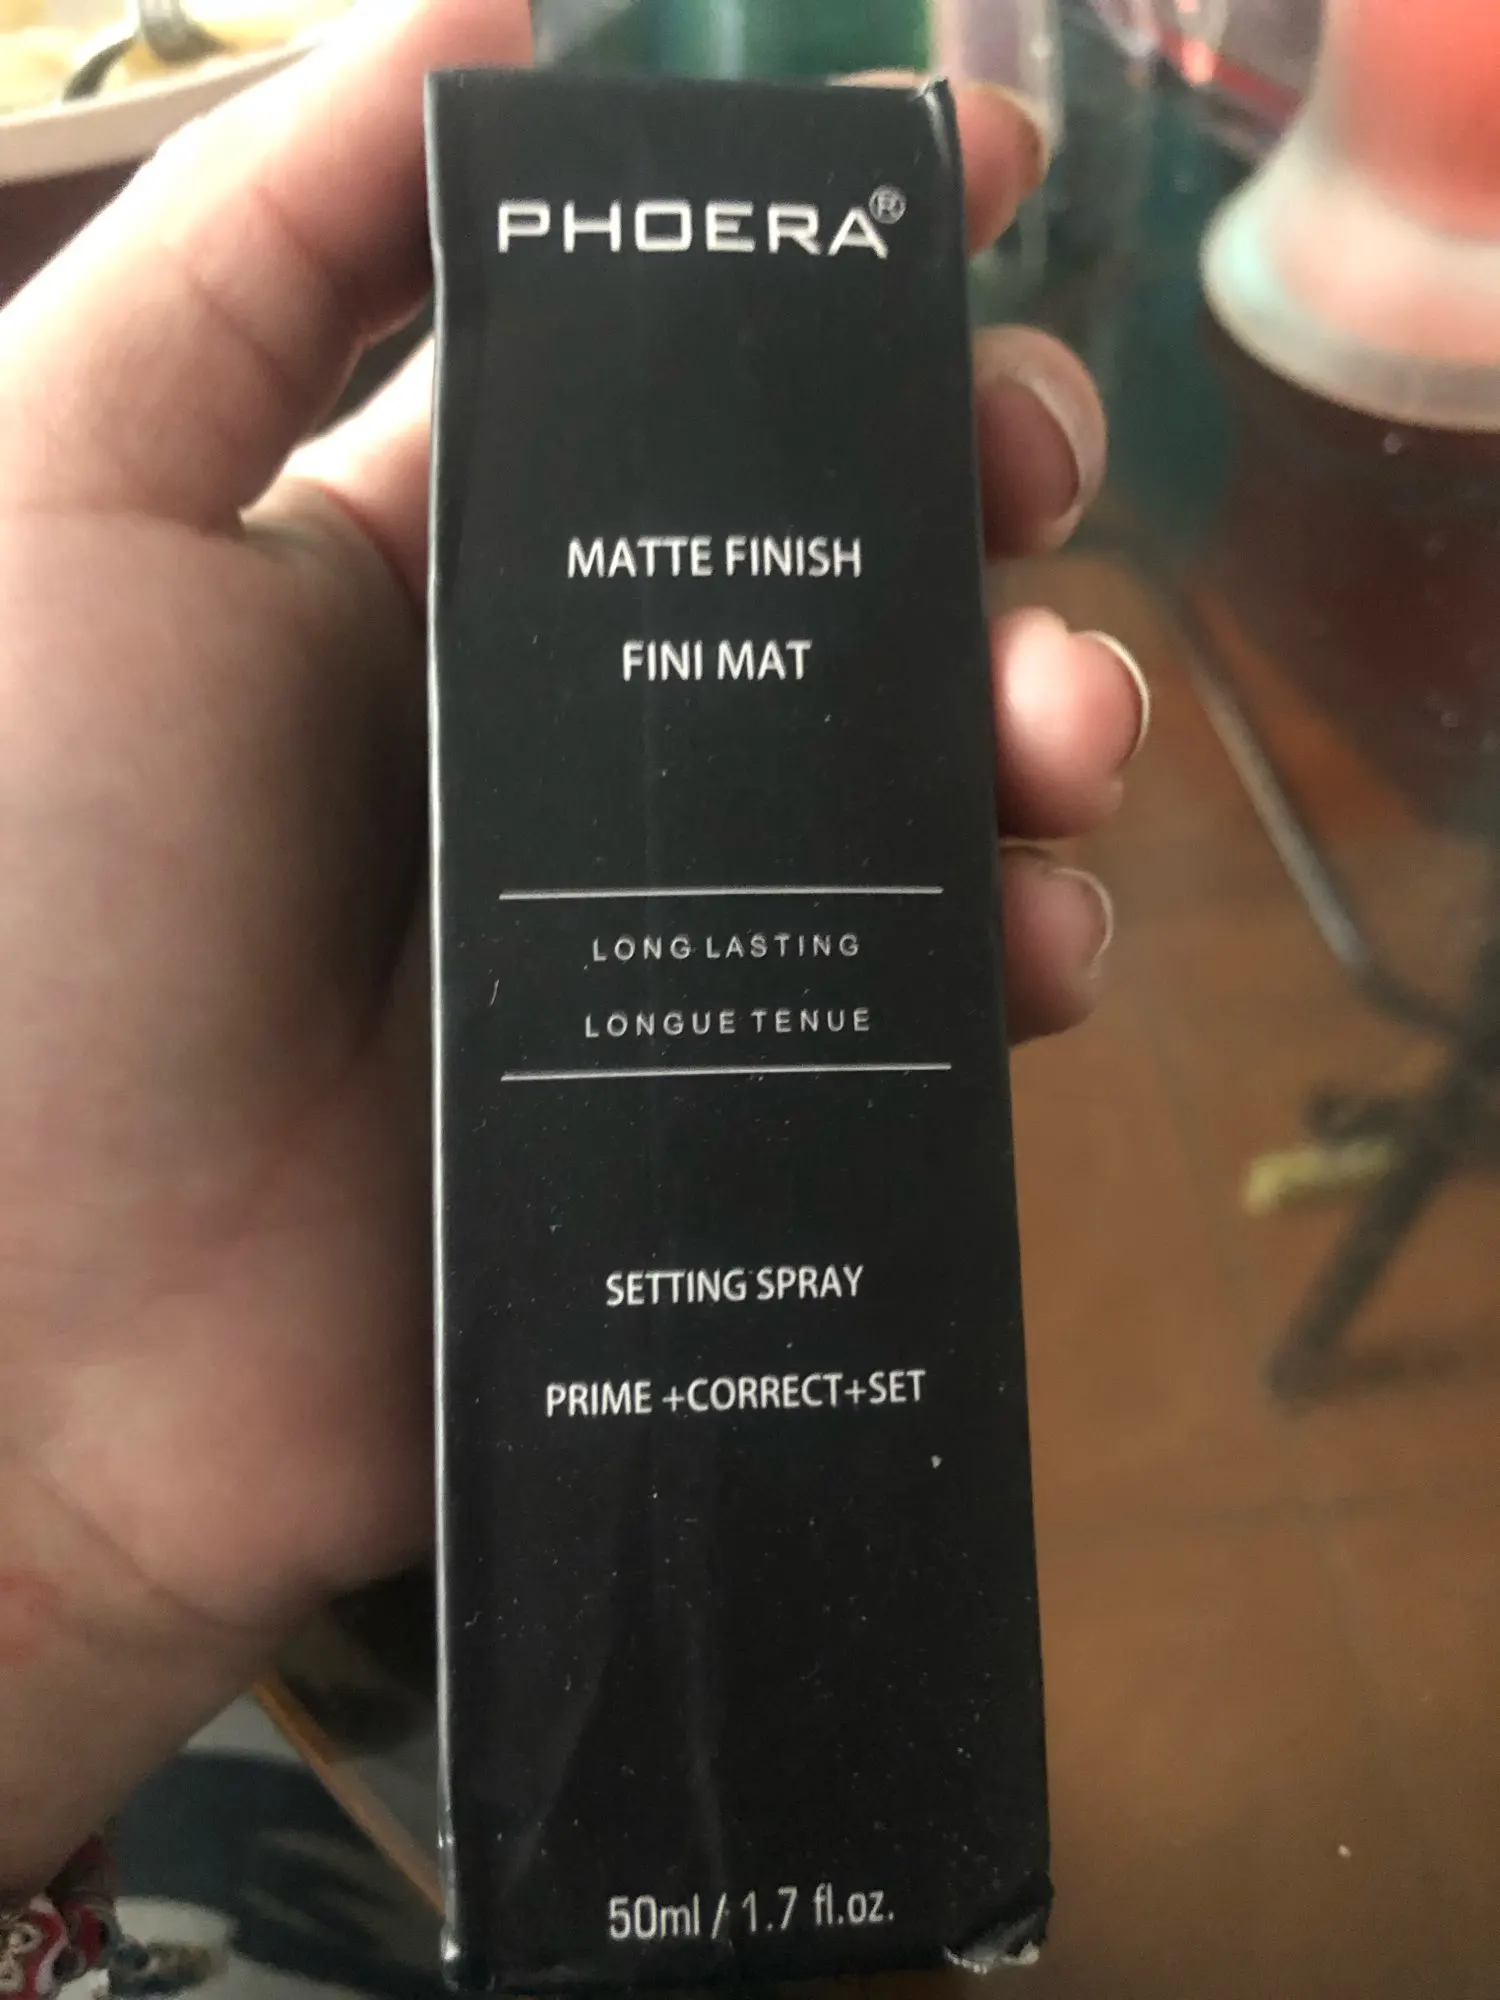 PHOERA®
MATTE FINISH
FINI MAT
LONG LASTING
LONGUE TENUE
SETTING SPRAY
PRIME +CORRECT+SET
50ml / 1.7 fl.oz.